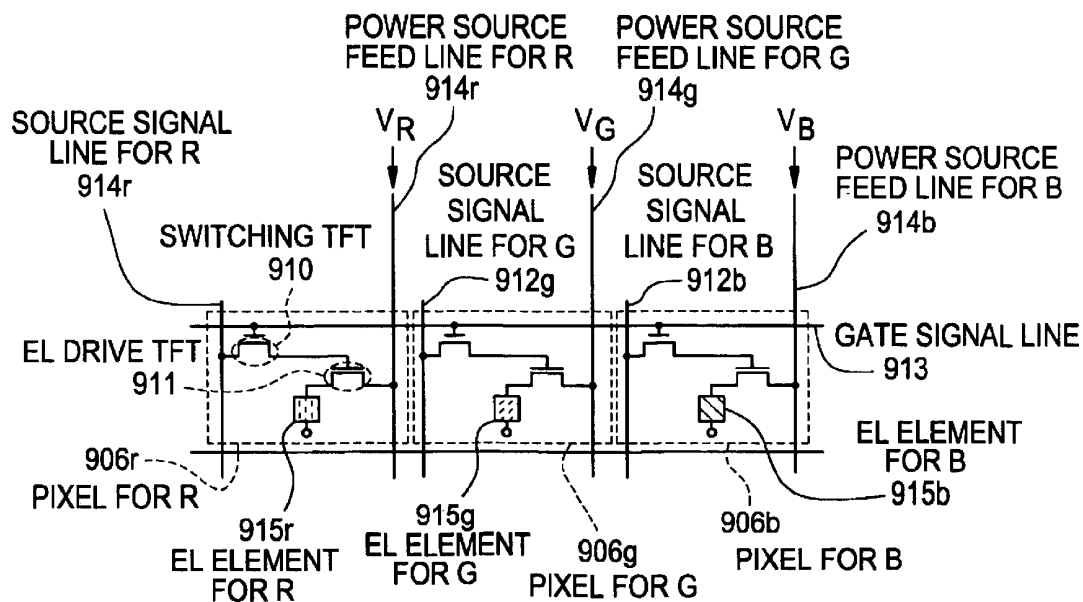 POWER SOURCE
FEED LINE FOR R
914r
POWER SOURCE
FEED LINE FOR G
914g
SOURCE SIGNAL
LINE FOR R
914r
V_R
V_G
V_B
POWER SOURCE
FEED LINE FOR B
914b
SOURCE
SIGNAL
LINE FOR G
912g
SOURCE
SIGNAL
LINE FOR B
912b
SWITCHING TFT
910
EL DRIVE TFT
911
GATE SIGNAL LINE
913
906r
PIXEL FOR R
915r
EL ELEMENT
FOR R
915g
EL ELEMENT
FOR G
906g
PIXEL FOR G
906b
PIXEL FOR B
EL ELEMENT
FOR B
915b